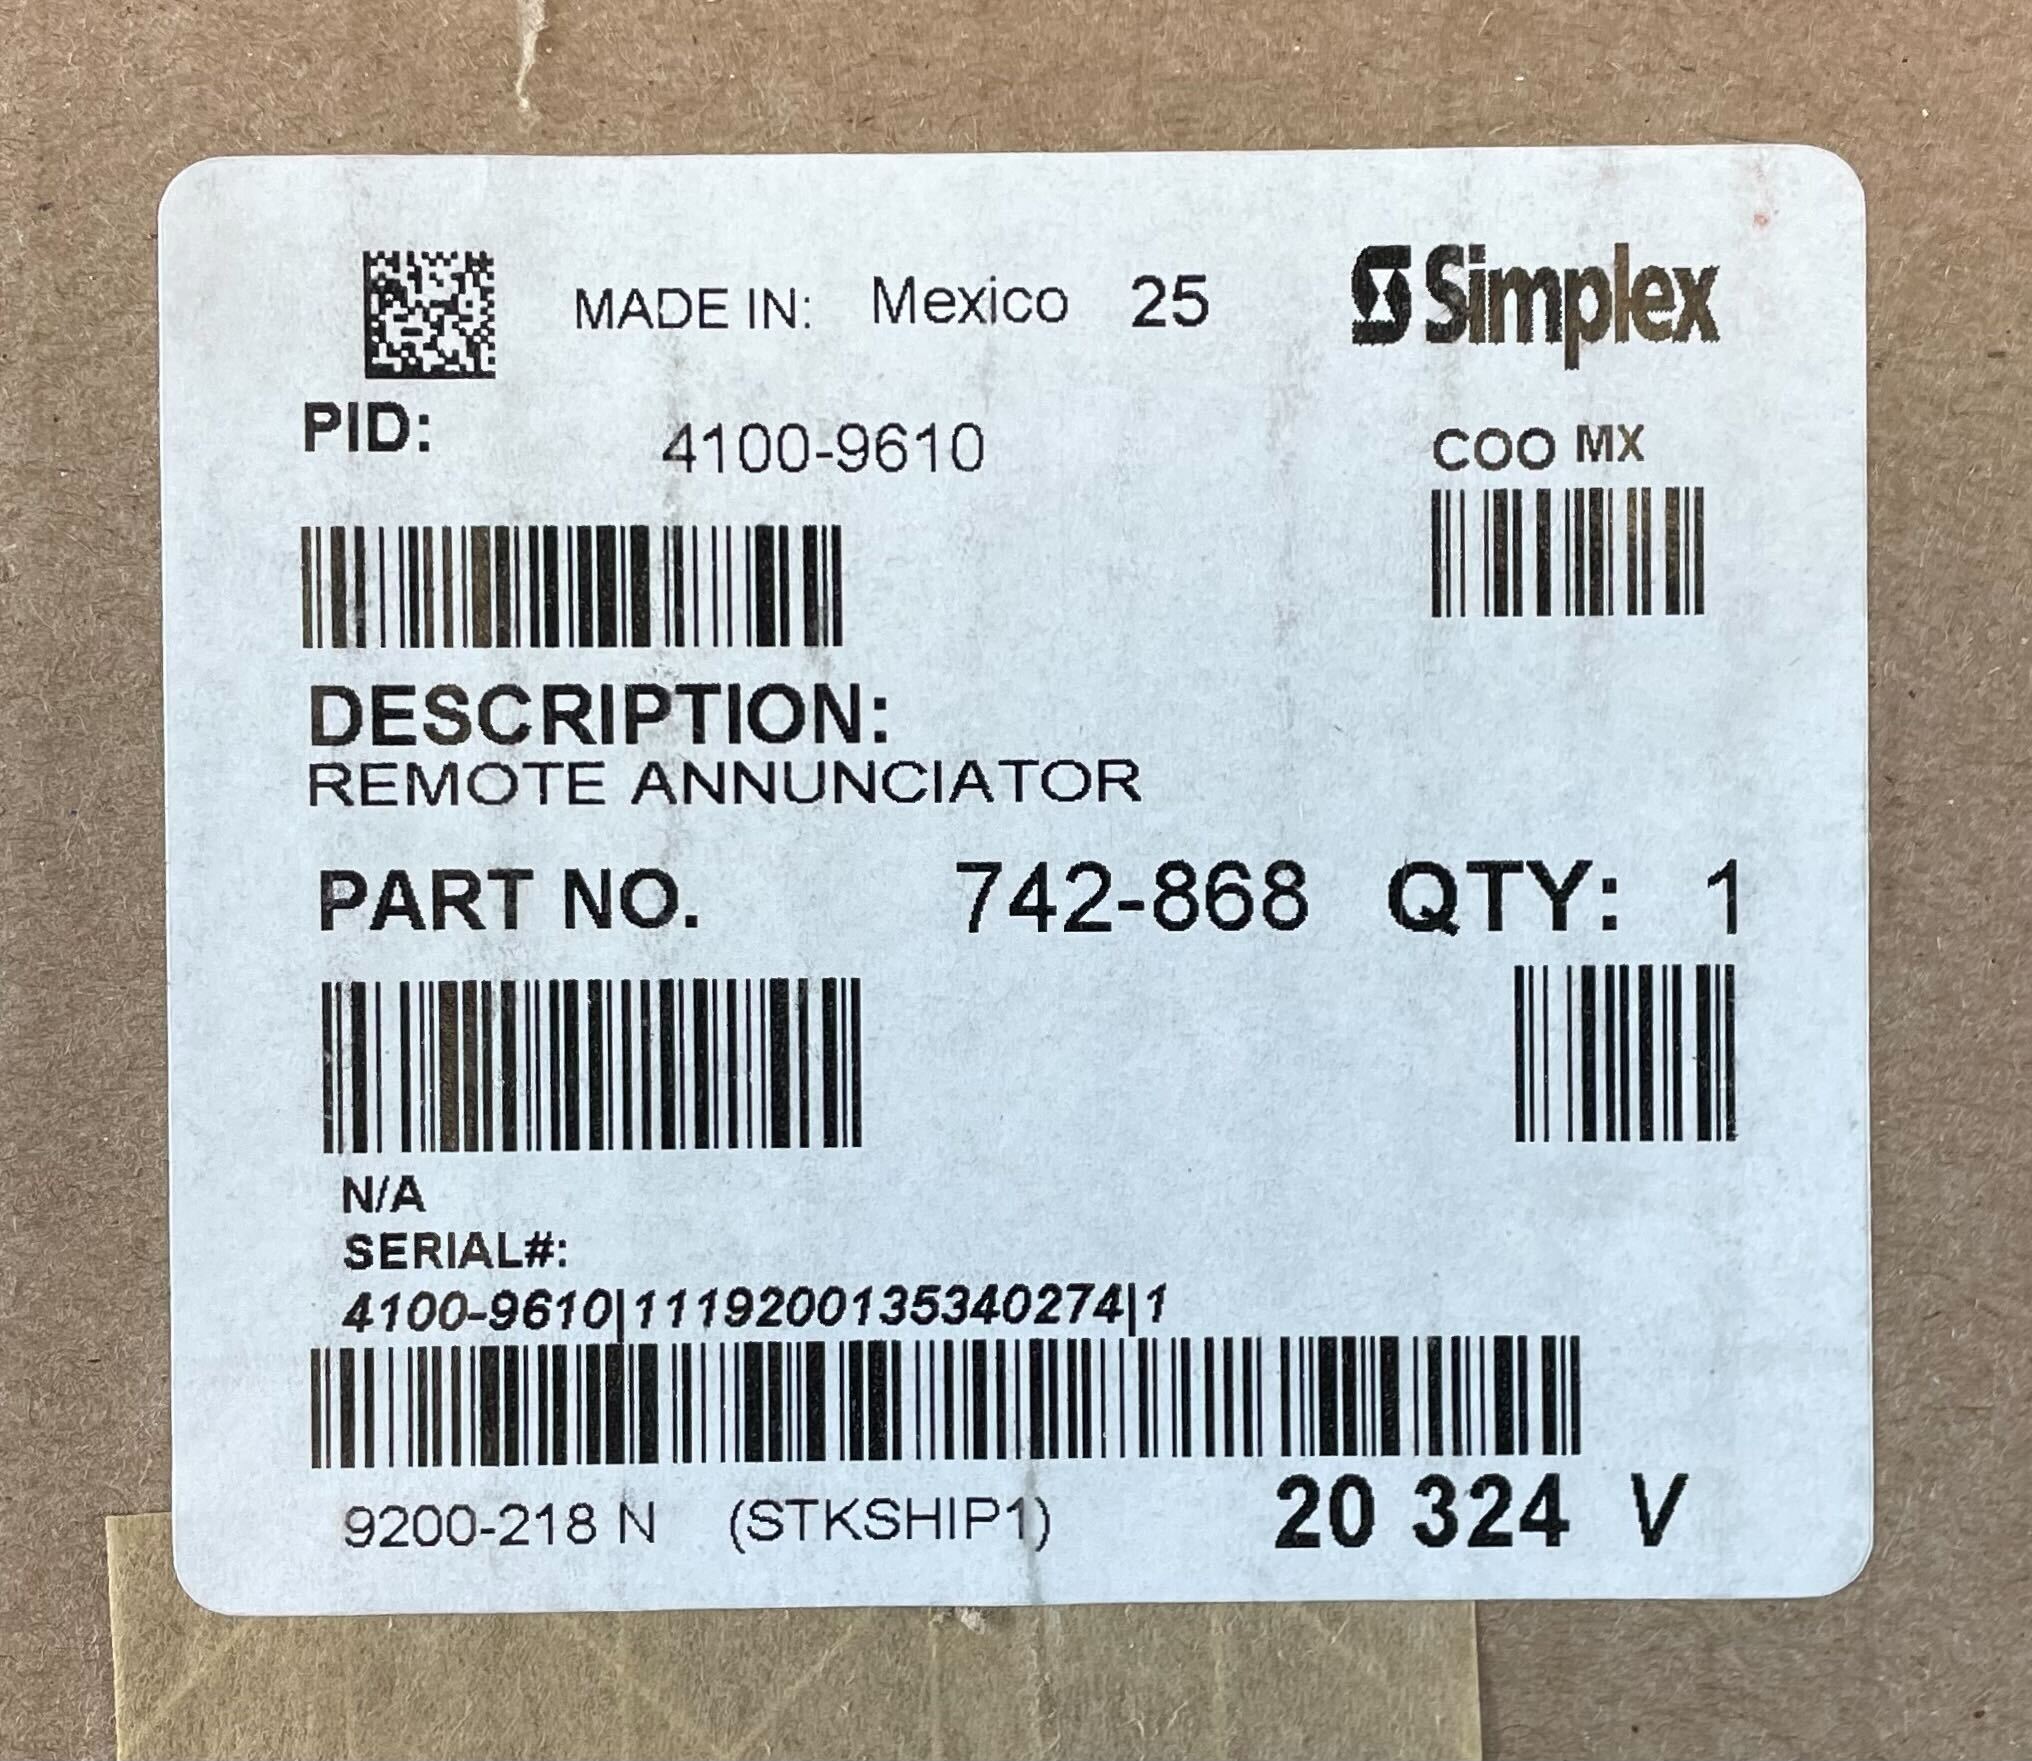 MADE IN: Mexico 25 Simplex
PID: 4100-9610 COO MX
DESCRIPTION:
REMOTE ANNUNCIATOR
PART NO. 742-868 QTY: 1
N/A
SERIAL#:
4100-9610|1119200135340274|1
9200-218 N (STKSHIP1) 20 324 V